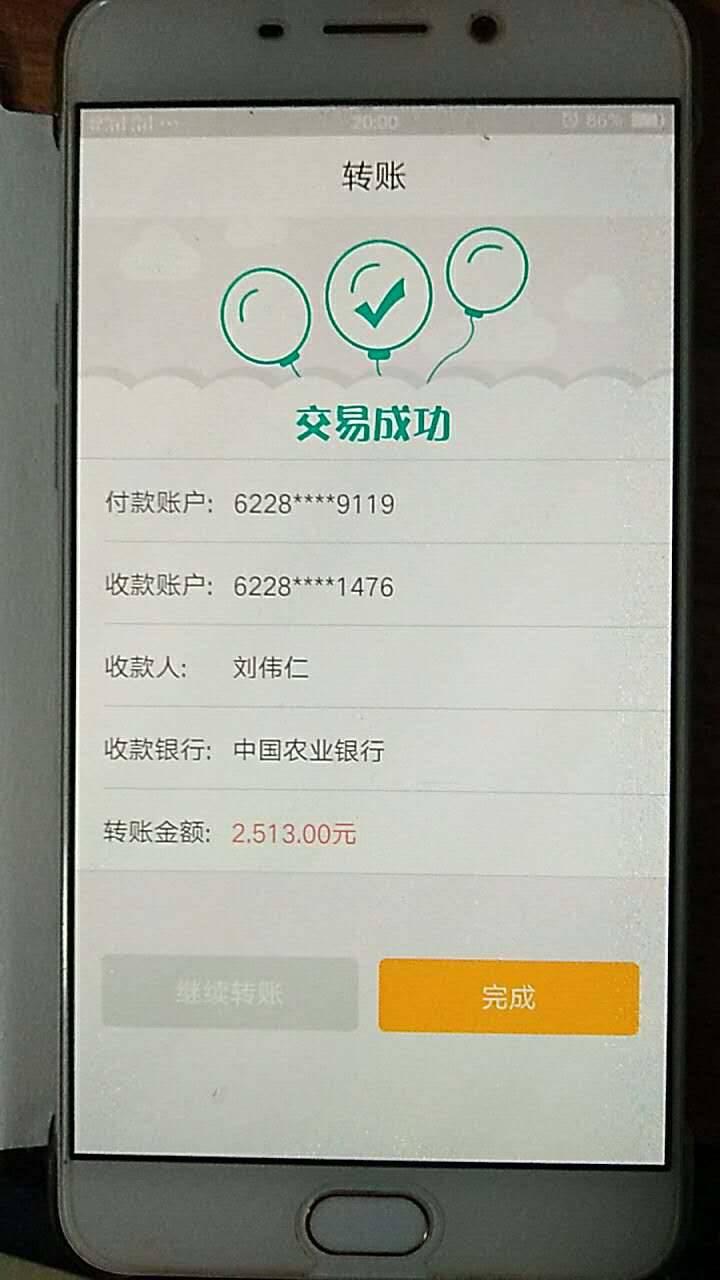 20:00
86%
转账
交易成功
付款账户: 6228****9119
收款账户: 6228****1476
收款人: 刘伟仁
收款银行: 中国农业银行
转账金额: 2,513.00元
继续转账
完成